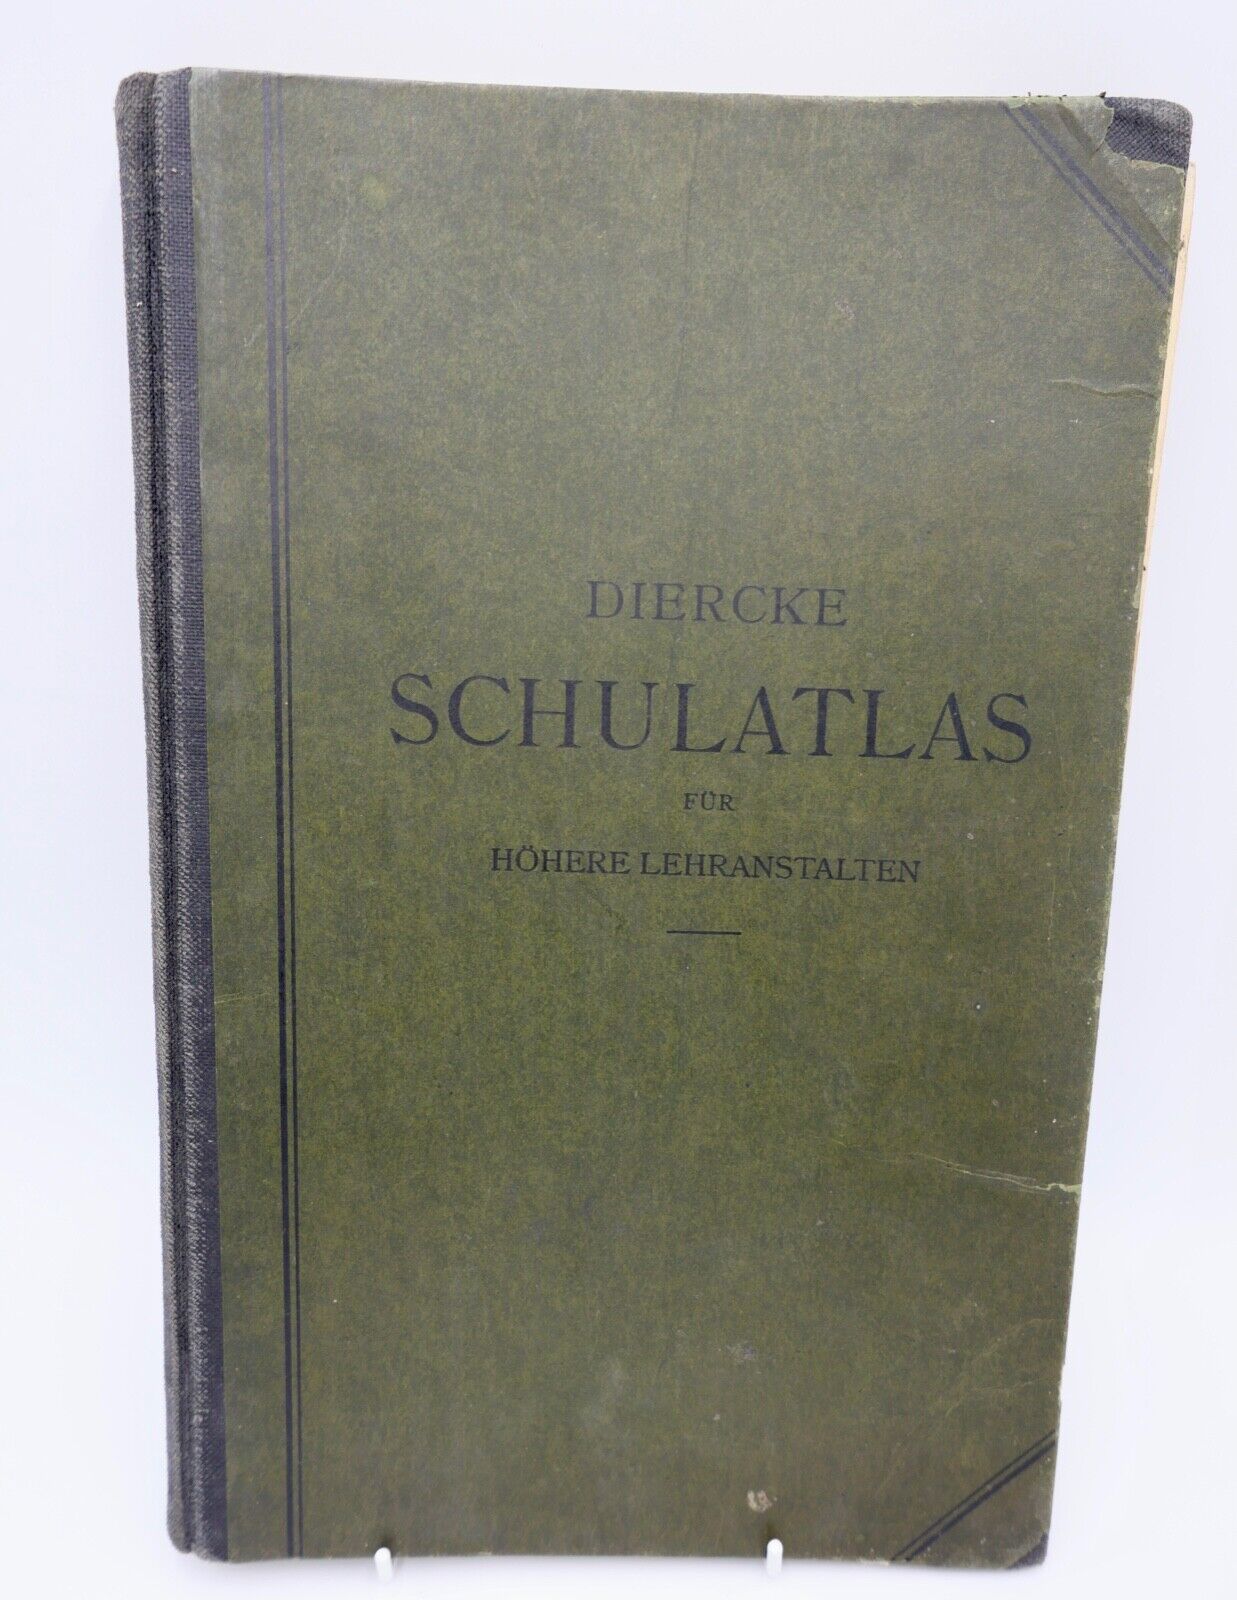 DIERCKE
SCHULATLAS
FÜR
HÖHERE LEHRANSTALTEN